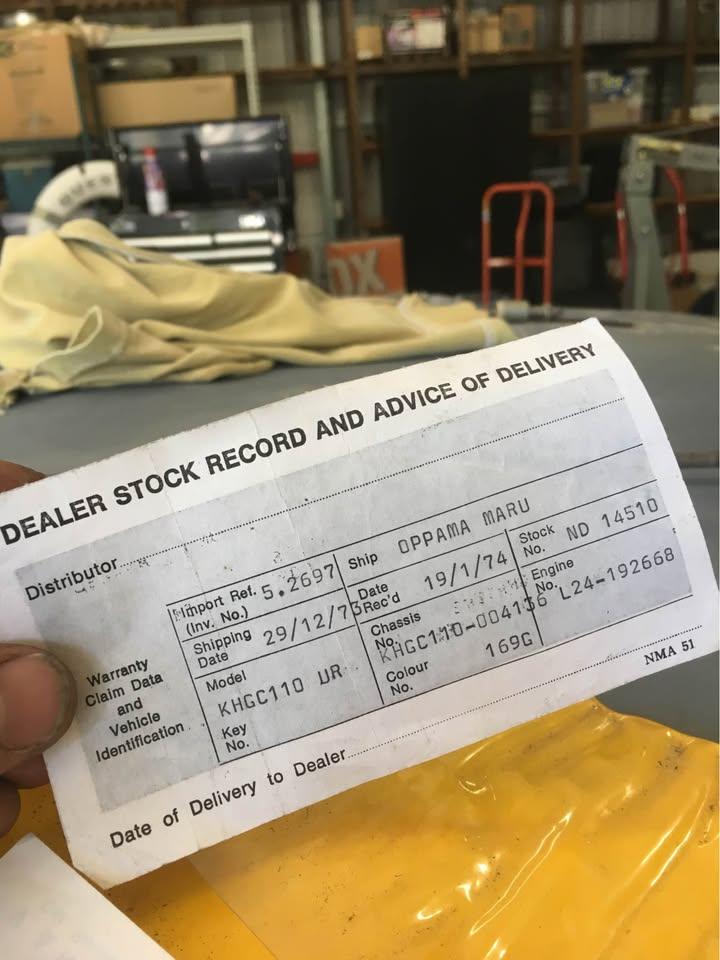 DX
DEALER STOCK RECORD AND ADVICE OF DELIVERY
Distributor
Warranty
Claim Data
and
Vehicle
Identification
Import Ref.
(Inv. No.)
5.2697
Ship OPPAMA MARU
Shipping
Date
29/12/73
Date
Rec'd
19/1/74
Stock
No.
ND 14510
Model
KHGC110 UR
Chassis
No.
KHGC110-004136
Engine
No.
L24-192668
Key
No.
Colour
No.
169G
NMA 51
Date of Delivery to Dealer